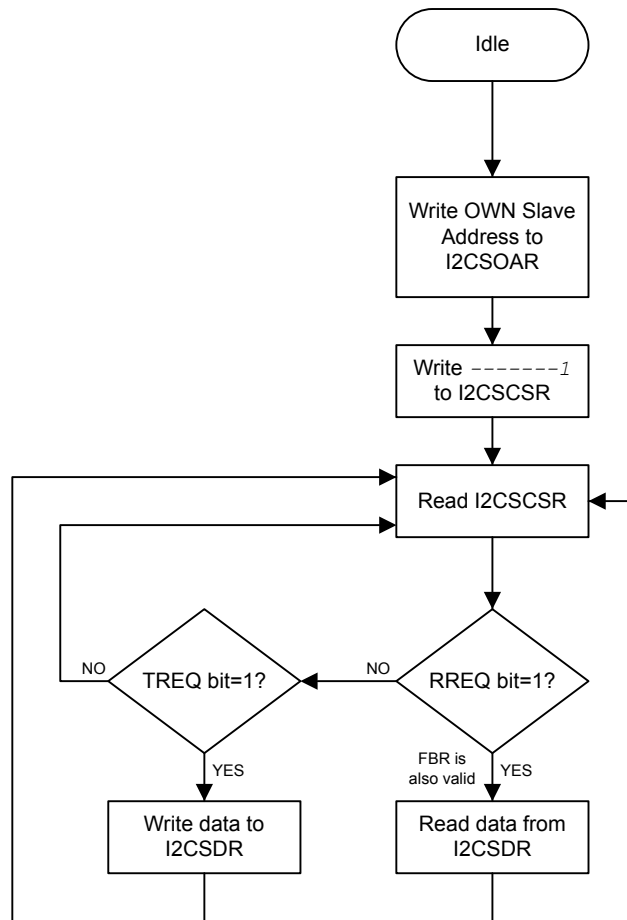 Idle
Write OWN Slave
Address to
I2CSOAR
Write -------1
to I2CSCSR
Read I2CSCSR
NO
TREQ bit=1?
NO
RREQ bit=1?
YES
FBR is
also valid
YES
Write data to
I2CSDR
Read data from
I2CSDR